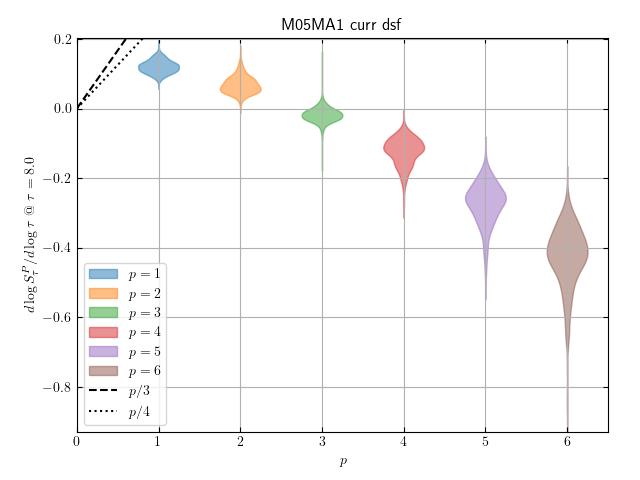 M05MA1 curr dsf
0.2
0.0
−0.2
−0.4
−0.6
−0.8
d log S_τ^P / d log τ @ τ = 8.0
p = 1
p = 2
p = 3
p = 4
p = 5
p = 6
p/3
p/4
0 1 2 3 4 5 6
p